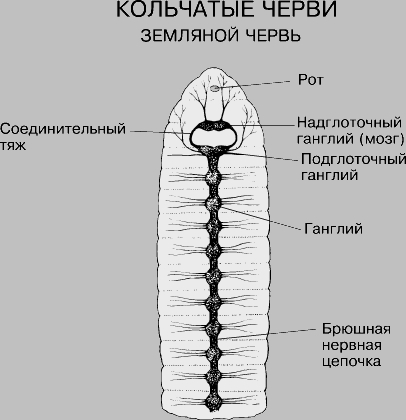 КОЛЬЧАТЫЕ ЧЕРВИ
ЗЕМЛЯНОЙ ЧЕРВЬ
Рот
Соединительный
тяж
Надглоточный
ганглий (мозг)
Подглоточный
ганглий
Ганглий
Брюшная
нервная
цепочка